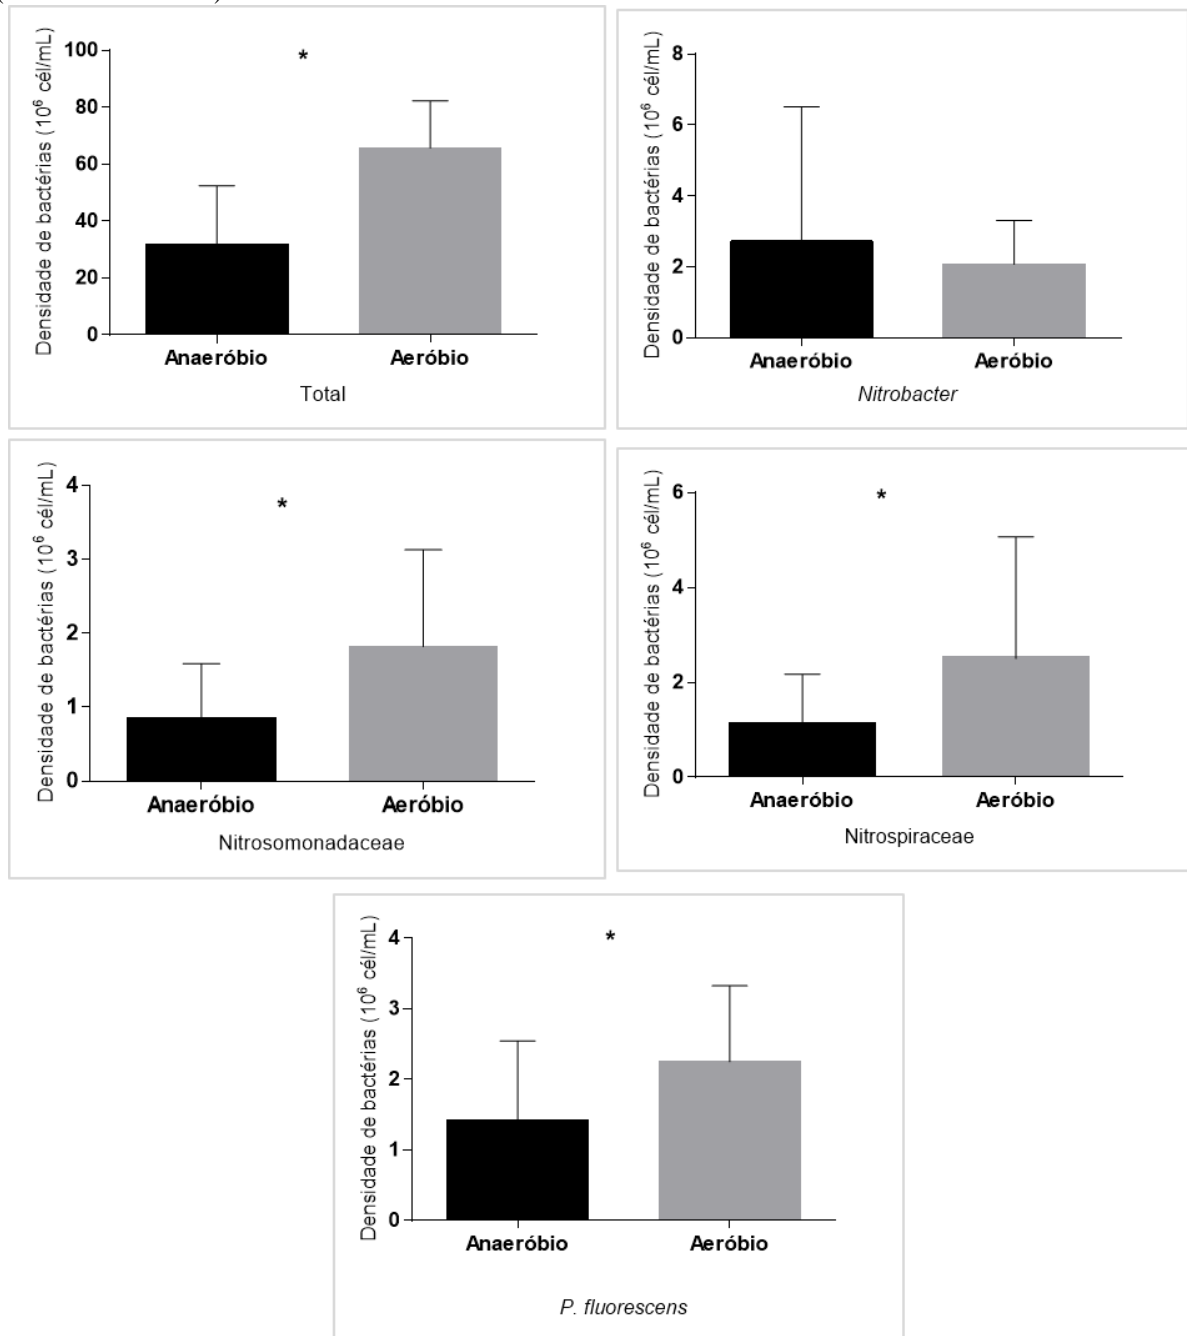 Densidade de bactérias (10⁶ cél/mL)
100
80
60
40
20
0
*
Anaeróbio Aeróbio
Total
Densidade de bactérias (10⁶ cél/mL)
8
6
4
2
0
Anaeróbio Aeróbio
Nitrobacter
Densidade de bactérias (10⁶ cél/mL)
4
3
2
1
0
*
Anaeróbio Aeróbio
Nitrosomonadaceae
Densidade de bactérias (10⁶ cél/mL)
6
4
2
0
*
Anaeróbio Aeróbio
Nitrospiraceae
Densidade de bactérias (10⁶ cél/mL)
4
3
2
1
0
*
Anaeróbio Aeróbio
P. fluorescens